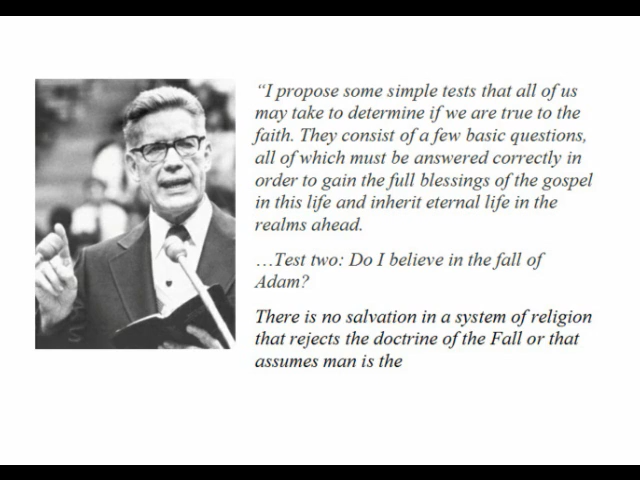 “I propose some simple tests that all of us
may take to determine if we are true to the
faith. They consist of a few basic questions,
all of which must be answered correctly in
order to gain the full blessings of the gospel
in this life and inherit eternal life in the
realms ahead.
…Test two: Do I believe in the fall of
Adam?
There is no salvation in a system of religion
that rejects the doctrine of the Fall or that
assumes man is the